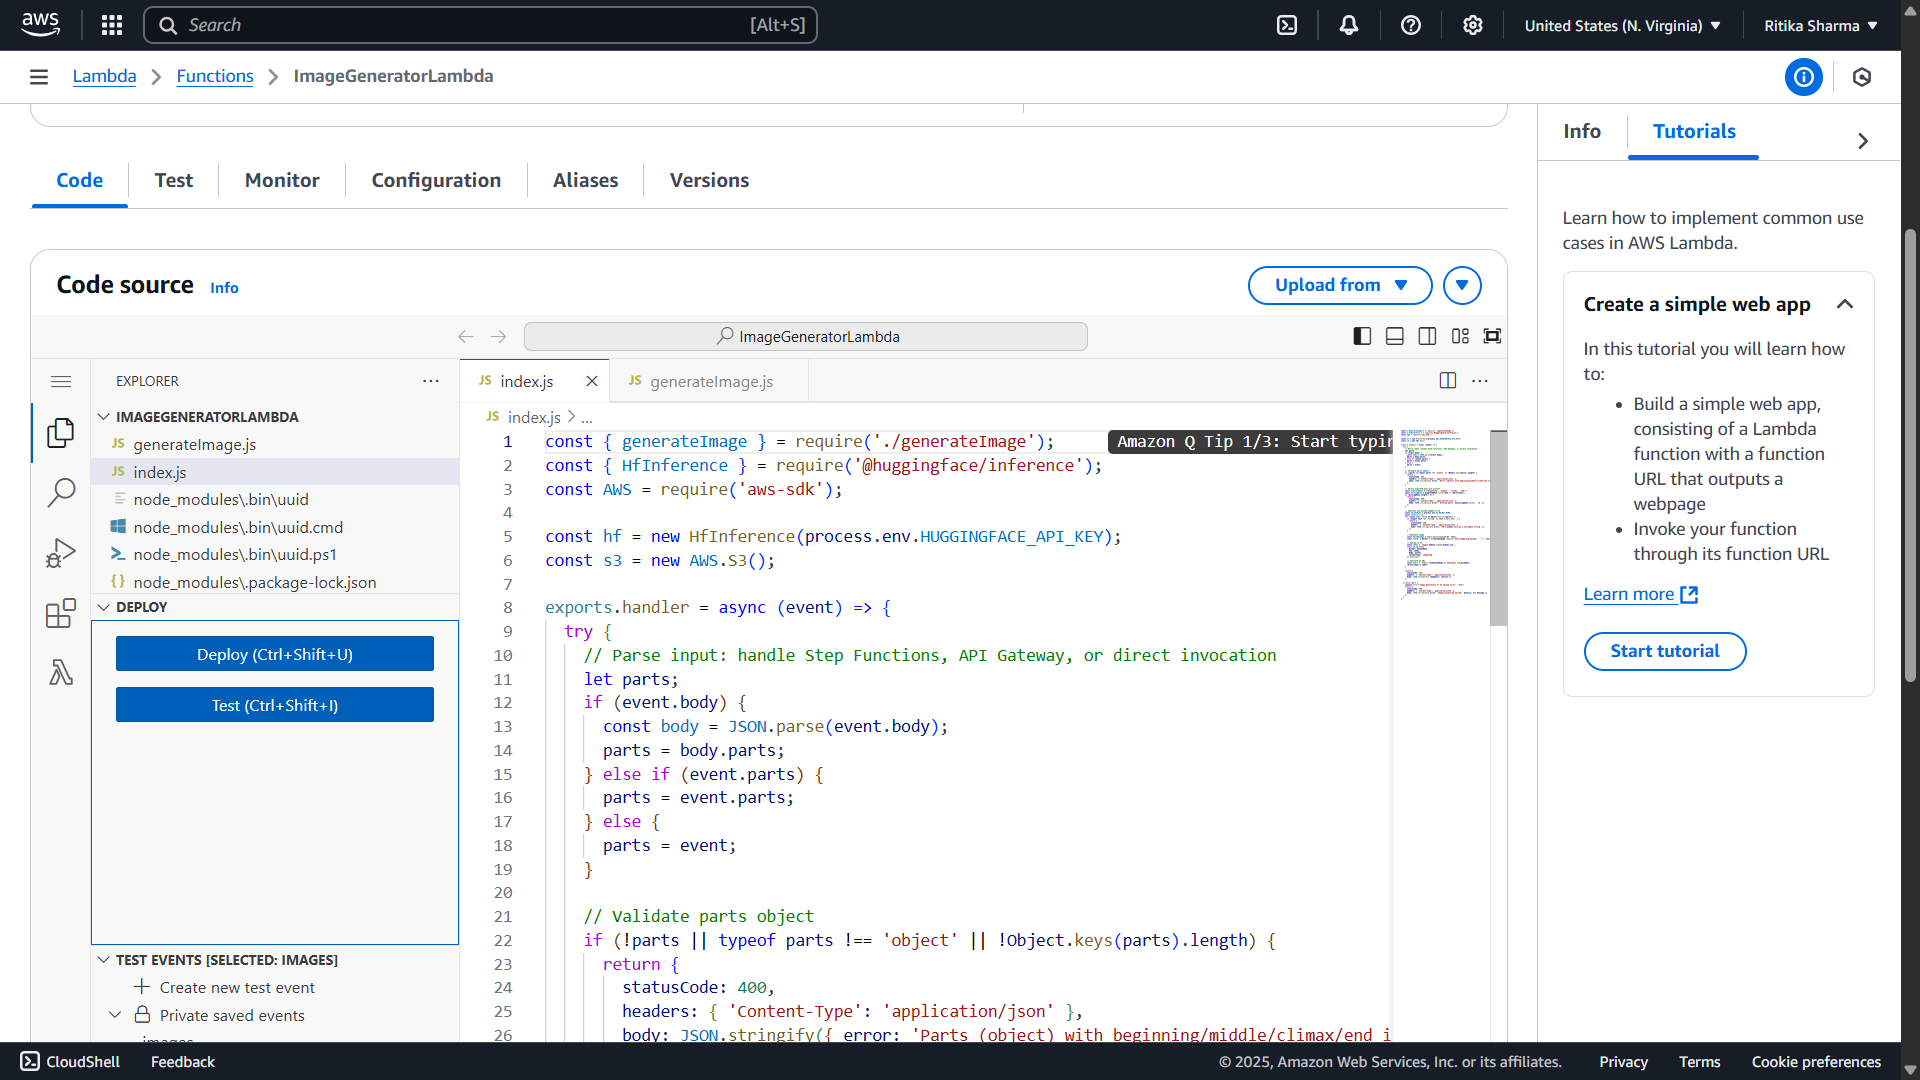 aws
Search [Alt+S]
United States (N. Virginia)
Ritika Sharma
Lambda
Functions
ImageGeneratorLambda
Code
Test
Monitor
Configuration
Aliases
Versions
Code source Info
Upload from
ImageGeneratorLambda
EXPLORER
IMAGEGENERATORLAMBDA
JS generateImage.js
JS index.js
node_modules\.bin\uuid
node_modules\.bin\uuid.cmd
node_modules\.bin\uuid.ps1
{} node_modules\.package-lock.json
DEPLOY
Deploy (Ctrl+Shift+U)
Test (Ctrl+Shift+I)
TEST EVENTS [SELECTED: IMAGES]
Create new test event
Private saved events
images
JS index.js
JS generateImage.js
JS index.js > ...
1 const { generateImage } = require('./generateImage');
Amazon Q Tip 1/3: Start typin
2 const { HfInference } = require('@huggingface/inference');
3 const AWS = require('aws-sdk');
4
5 const hf = new HfInference(process.env.HUGGINGFACE_API_KEY);
6 const s3 = new AWS.S3();
7
8 exports.handler = async (event) => {
9 try {
10 // Parse input: handle Step Functions, API Gateway, or direct invocation
11 let parts;
12 if (event.body) {
13 const body = JSON.parse(event.body);
14 parts = body.parts;
15 } else if (event.parts) {
16 parts = event.parts;
17 } else {
18 parts = event;
19 }
20
21 // Validate parts object
22 if (!parts || typeof parts !== 'object' || !Object.keys(parts).length) {
23 return {
24 statusCode: 400,
25 headers: { 'Content-Type': 'application/json' },
26 body: JSON.stringify({ error: 'Parts (object) with beginning/middle/climax/end i
Info
Tutorials
Learn how to implement common use
cases in AWS Lambda.
Create a simple web app
In this tutorial you will learn how
to:
• Build a simple web app,
consisting of a Lambda
function with a function
URL that outputs a
webpage
• Invoke your function
through its function URL
Learn more
Start tutorial
CloudShell
Feedback
© 2025, Amazon Web Services, Inc. or its affiliates.
Privacy
Terms
Cookie preferences